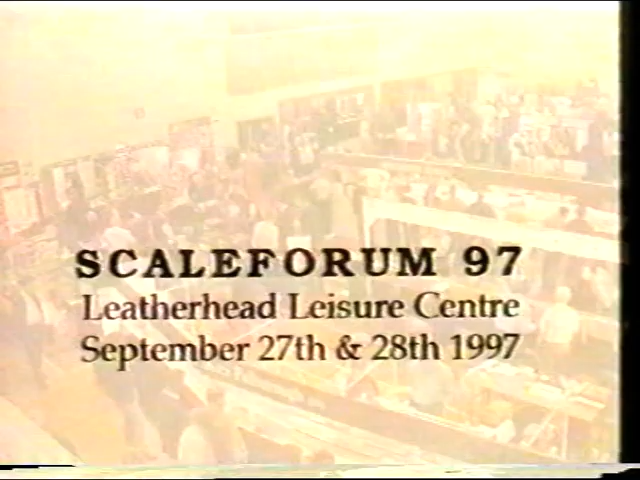 SCALEFORUM 97
Leatherhead Leisure Centre
September 27th & 28th 1997